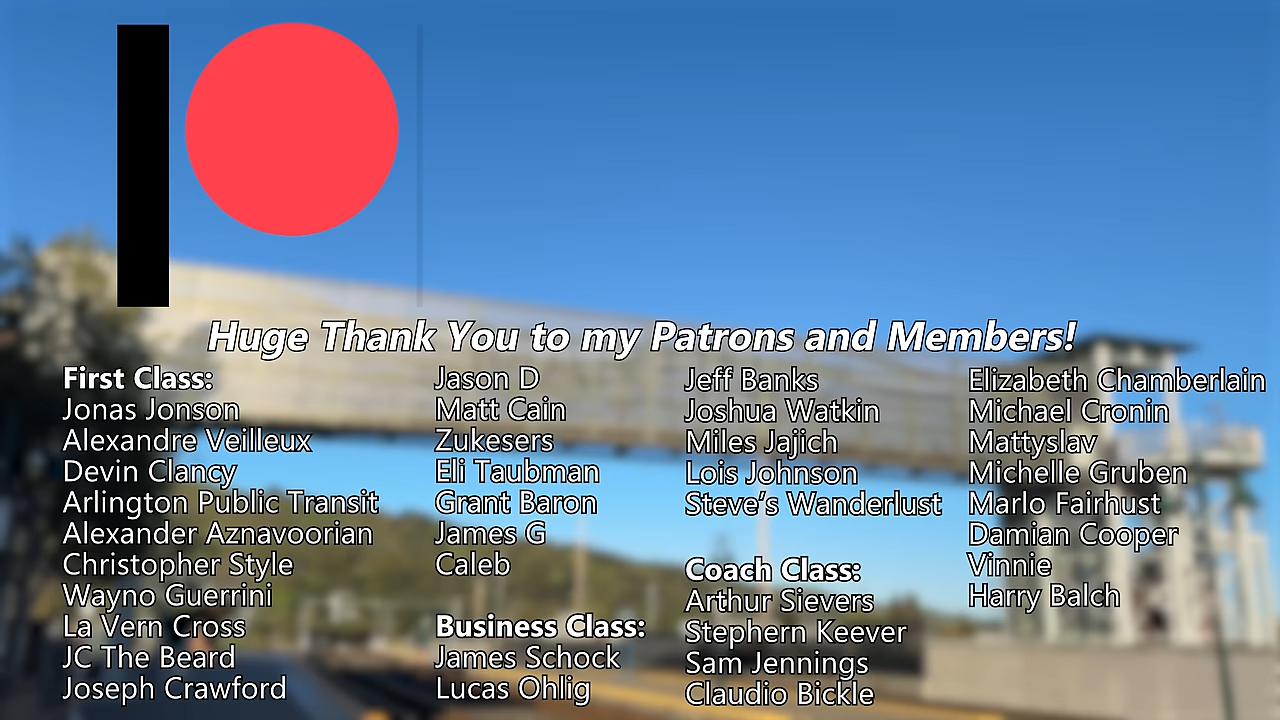 Huge Thank You to my Patrons and Members!
First Class:
Jonas Jonson
Alexandre Veilleux
Devin Clancy
Arlington Public Transit
Alexander Aznavoorian
Christopher Style
Wayno Guerrini
La Vern Cross
JC The Beard
Joseph Crawford
Jason D
Matt Cain
Zukesers
Eli Taubman
Grant Baron
James G
Caleb
Business Class:
James Schock
Lucas Ohlig
Jeff Banks
Joshua Watkin
Miles Jajich
Lois Johnson
Steve’s Wanderlust
Coach Class:
Arthur Sievers
Stephern Keever
Sam Jennings
Claudio Bickle
Elizabeth Chamberlain
Michael Cronin
Mattyslav
Michelle Gruben
Marlo Fairhust
Damian Cooper
Vinnie
Harry Balch